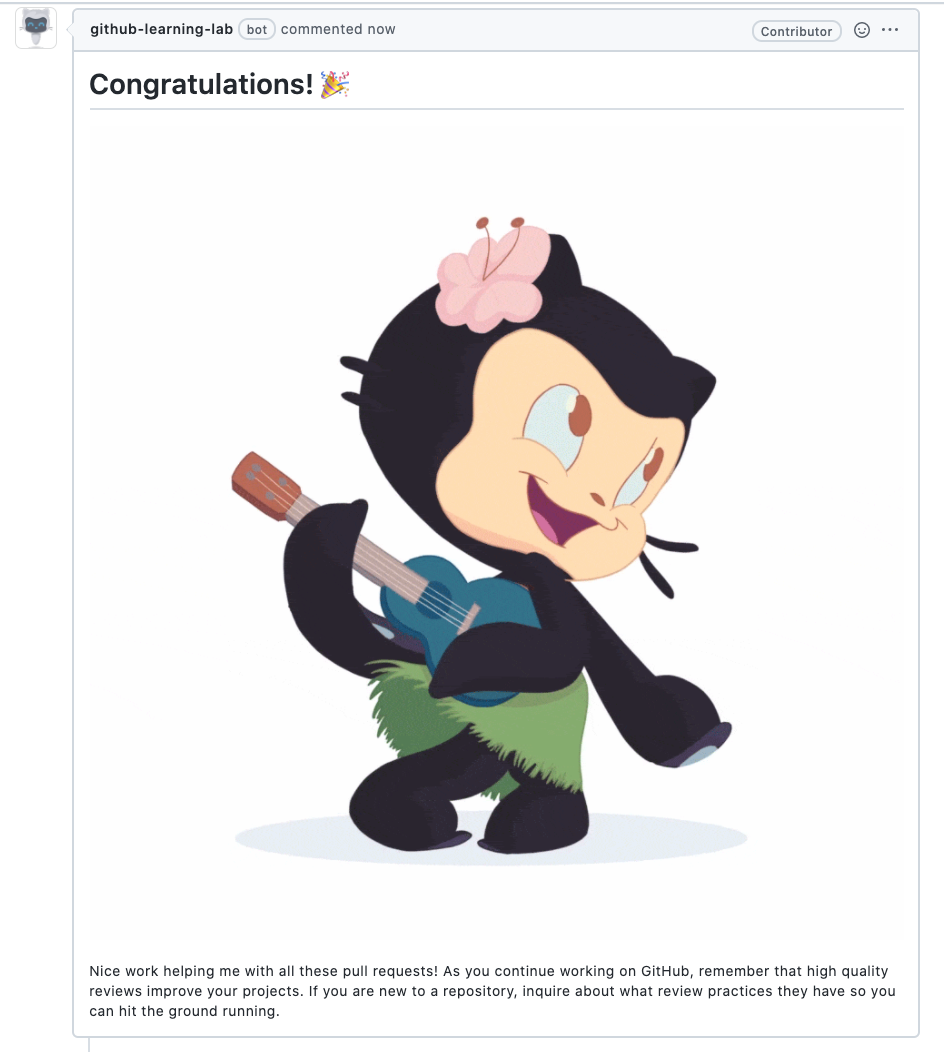 github-learning-lab bot commented now Contributor
Congratulations! 🎉
Nice work helping me with all these pull requests! As you continue working on GitHub, remember that high quality
reviews improve your projects. If you are new to a repository, inquire about what review practices they have so you
can hit the ground running.